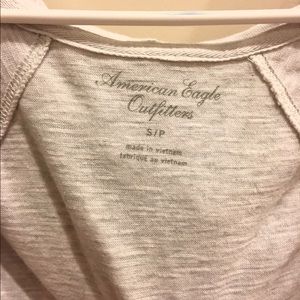 American Eagle
Outfitters
S/P
made in vietnam
fabriqué au vietnam